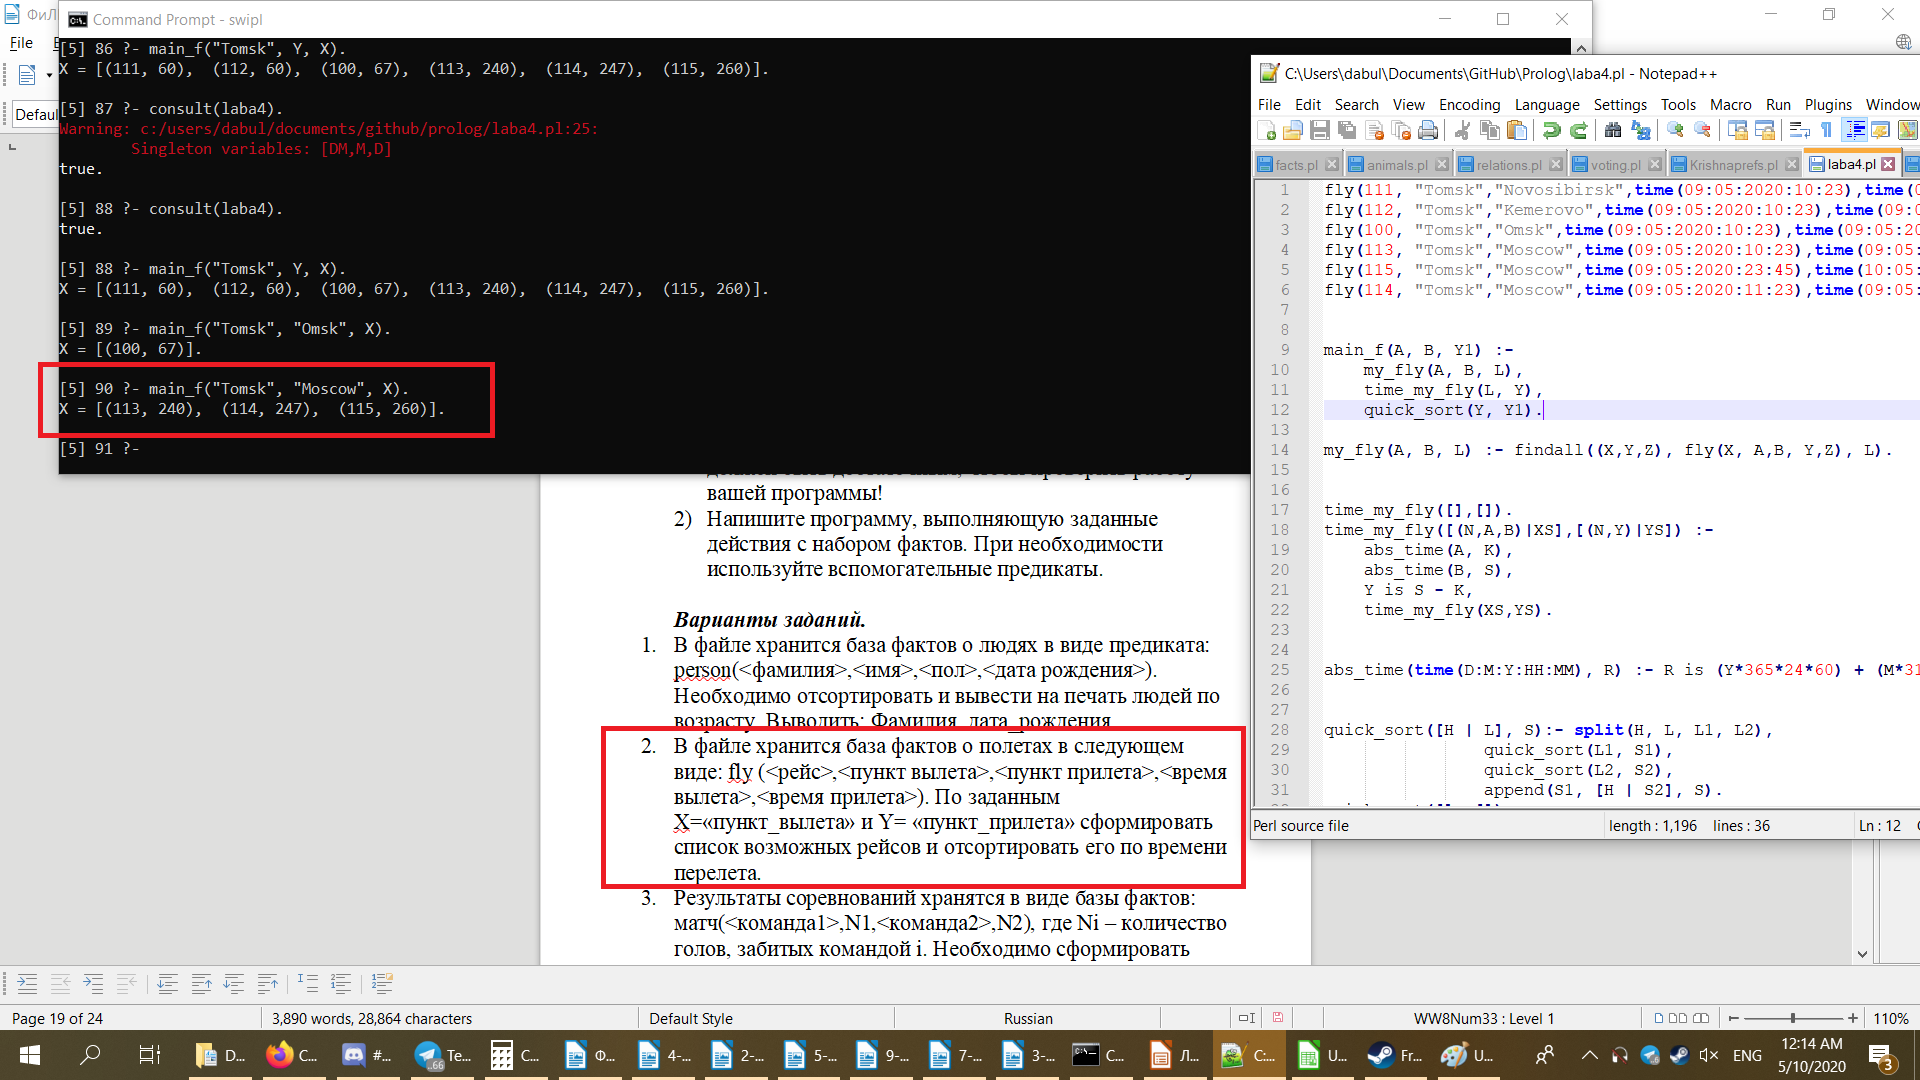 Command Prompt - swipl
[5] 86 ?- main_f("Tomsk", Y, X).
X = [(111, 60),  (112, 60),  (100, 67),  (113, 240),  (114, 247),  (115, 260)].
[5] 87 ?- consult(laba4).
Warning: c:/users/dabul/documents/github/prolog/laba4.pl:25:
Singleton variables: [DM,M,D]
true.
[5] 88 ?- consult(laba4).
true.
[5] 88 ?- main_f("Tomsk", Y, X).
X = [(111, 60),  (112, 60),  (100, 67),  (113, 240),  (114, 247),  (115, 260)].
[5] 89 ?- main_f("Tomsk", "Omsk", X).
X = [(100, 67)].
[5] 90 ?- main_f("Tomsk", "Moscow", X).
X = [(113, 240),  (114, 247),  (115, 260)].
[5] 91 ?-
File
Defau
вашей программы!
2) Напишите программу, выполняющую заданные
действия с набором фактов. При необходимости
используйте вспомогательные предикаты.
Варианты заданий.
1. В файле хранится база фактов о людях в виде предиката:
person(<фамилия>,<имя>,<пол>,<дата рождения>).
Необходимо отсортировать и вывести на печать людей по
возрасту. Выводить: Фамилия, дата_рождения
2. В файле хранится база фактов о полетах в следующем
виде: fly (<рейс>,<пункт вылета>,<пункт прилета>,<время
вылета>,<время прилета>). По заданным
X=«пункт_вылета» и Y= «пункт_прилета» сформировать
список возможных рейсов и отсортировать его по времени
перелета.
3. Результаты соревнований хранятся в виде базы фактов:
матч(<команда1>,N1,<команда2>,N2), где Ni – количество
голов, забитых командой i. Необходимо сформировать
C:\Users\dabul\Documents\GitHub\Prolog\laba4.pl - Notepad++
File Edit Search View Encoding Language Settings Tools Macro Run Plugins Window
facts.pl animals.pl relations.pl voting.pl Krishnaprefs.pl laba4.pl
1 fly(111, "Tomsk","Novosibirsk",time(09:05:2020:10:23),time(0
2 fly(112, "Tomsk","Kemerovo",time(09:05:2020:10:23),time(09:0
3 fly(100, "Tomsk","Omsk",time(09:05:2020:10:23),time(09:05:20
4 fly(113, "Tomsk","Moscow",time(09:05:2020:10:23),time(09:05:
5 fly(115, "Tomsk","Moscow",time(09:05:2020:23:45),time(10:05:
6 fly(114, "Tomsk","Moscow",time(09:05:2020:11:23),time(09:05:
7
8
9 main_f(A, B, Y1) :-
10 my_fly(A, B, L),
11 time_my_fly(L, Y),
12 quick_sort(Y, Y1).
13
14 my_fly(A, B, L) :- findall((X,Y,Z), fly(X, A,B, Y,Z), L).
15
16
17 time_my_fly([],[]).
18 time_my_fly([(N,A,B)|XS],[(N,Y)|YS]) :-
19 abs_time(A, K),
20 abs_time(B, S),
21 Y is S - K,
22 time_my_fly(XS,YS).
23
24
25 abs_time(time(D:M:Y:HH:MM), R) :- R is (Y*365*24*60) + (M*31
26
27
28 quick_sort([H | L], S):- split(H, L, L1, L2),
29 quick_sort(L1, S1),
30 quick_sort(L2, S2),
31 append(S1, [H | S2], S).
Perl source file length : 1,196 lines : 36 Ln : 12
Page 19 of 24 3,890 words, 28,864 characters Default Style Russian WW8Num33 : Level 1 110%
D... C... #... Te... C... Ф... 4-... 2-... 5-... 9-... 7-... 3-... C... Л... C:... U... Fr... U... ENG 12:14 AM
5/10/2020 3